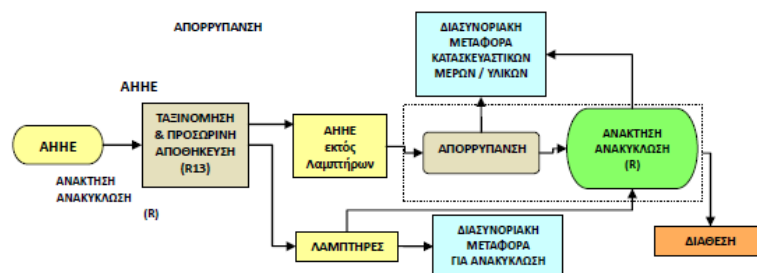 ΑΠΟΡΡΥΠΑΝΣΗ
ΔΙΑΣΥΝΟΡΙΑΚΗ
ΜΕΤΑΦΟΡΑ
ΚΑΤΑΣΚΕΥΑΣΤΙΚΩΝ
ΜΕΡΩΝ / ΥΛΙΚΩΝ
ΑΗΗΕ
ΑΗΗΕ
ΤΑΞΙΝΟΜΗΣΗ
& ΠΡΟΣΩΡΙΝΗ
ΑΠΟΘΗΚΕΥΣΗ
(R13)
ΑΗΗΕ
εκτός
Λαμπτήρων
ΑΠΟΡΡΥΠΑΝΣΗ
ΑΝΑΚΤΗΣΗ
ΑΝΑΚΥΚΛΩΣΗ
(R)
ΑΝΑΚΤΗΣΗ
ΑΝΑΚΥΚΛΩΣΗ
(R)
ΛΑΜΠΤΗΡΕΣ
ΔΙΑΣΥΝΟΡΙΑΚΗ
ΜΕΤΑΦΟΡΑ
ΓΙΑ ΑΝΑΚΥΚΛΩΣΗ
ΔΙΑΘΕΣΗ